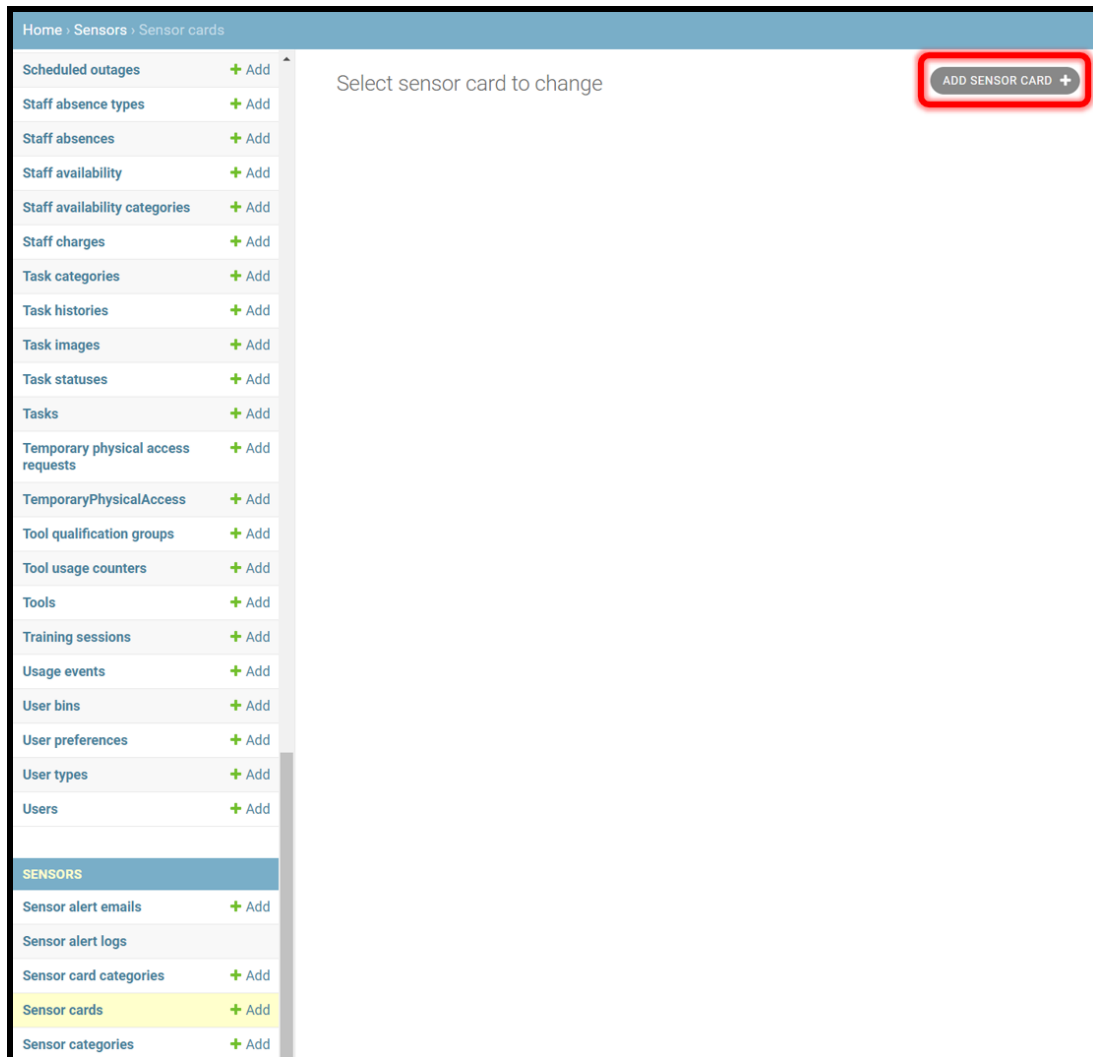 Home › Sensors › Sensor cards
Scheduled outages + Add
Staff absence types + Add
Staff absences + Add
Staff availability + Add
Staff availability categories + Add
Staff charges + Add
Task categories + Add
Task histories + Add
Task images + Add
Task statuses + Add
Tasks + Add
Temporary physical access + Add
requests
TemporaryPhysicalAccess + Add
Tool qualification groups + Add
Tool usage counters + Add
Tools + Add
Training sessions + Add
Usage events + Add
User bins + Add
User preferences + Add
User types + Add
Users + Add
SENSORS
Sensor alert emails + Add
Sensor alert logs
Sensor card categories + Add
Sensor cards + Add
Sensor categories + Add
Select sensor card to change
ADD SENSOR CARD +